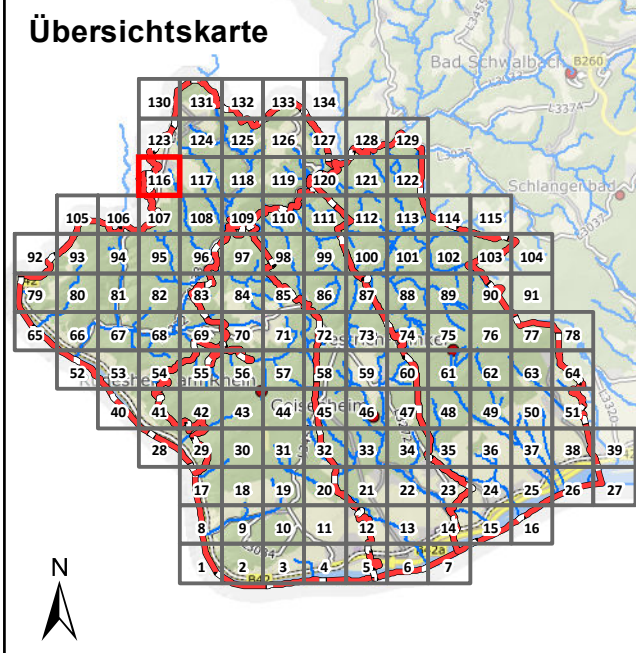 Übersichtskarte
Bad Schwalbach
B260
L3374
L3035
Schlangenbad
L3037
130 131 132 133 134
123 124 125 126 127 128 129
116 117 118 119 120 121 122
105 106 107 108 109 110 111 112 113 114 115
92 93 94 95 96 97 98 99 100 101 102 103 104
79 80 81 82 83 84 85 86 87 88 89 90 91
65 66 67 68 69 70 71 72 73 74 75 76 77 78
52 53 54 55 56 57 58 59 60 61 62 63 64
40 41 42 43 44 45 46 47 48 49 50 51
28 29 30 31 32 33 34 35 36 37 38 39
17 18 19 20 21 22 23 24 25 26 27
8 9 10 11 12 13 14 15 16
1 2 3 4 5 6 7
L3034
B42
B42a
N